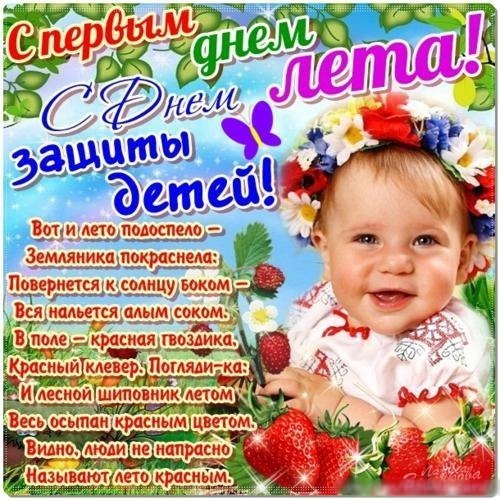 С первым днем лета!
С Днем
защиты
детей!
Вот и лето подоспело –
Земляника покраснела:
Повернется к солнцу боком –
Вся нальется алым соком.
В поле – красная гвоздика,
Красный клевер. Погляди-ка:
И лесной шиповник летом
Весь осыпан красным цветом.
Видно, люди не напрасно
Называют лето красным.